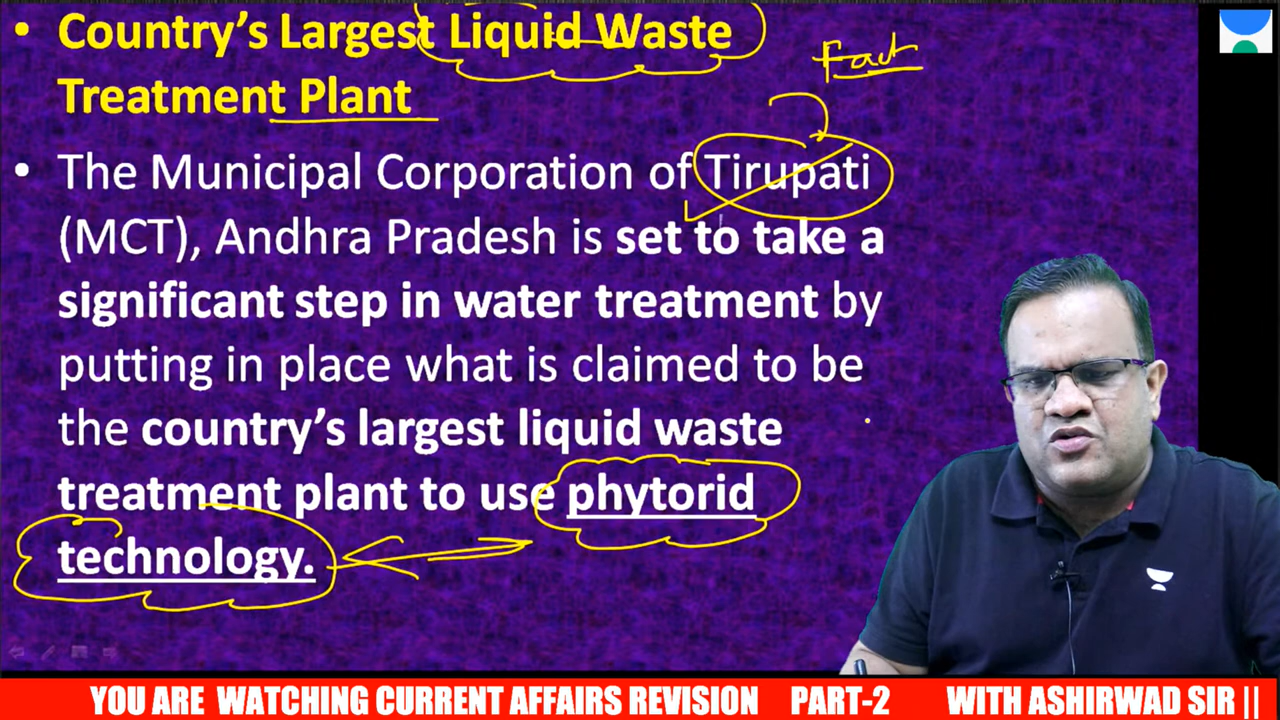 • Country's Largest Liquid Waste
Treatment Plant
Fact
• The Municipal Corporation of Tirupati
(MCT), Andhra Pradesh is set to take a
significant step in water treatment by
putting in place what is claimed to be
the country's largest liquid waste
treatment plant to use phytorid
technology.
YOU ARE WATCHING CURRENT AFFAIRS REVISION PART-2 WITH ASHIRWAD SIR ||